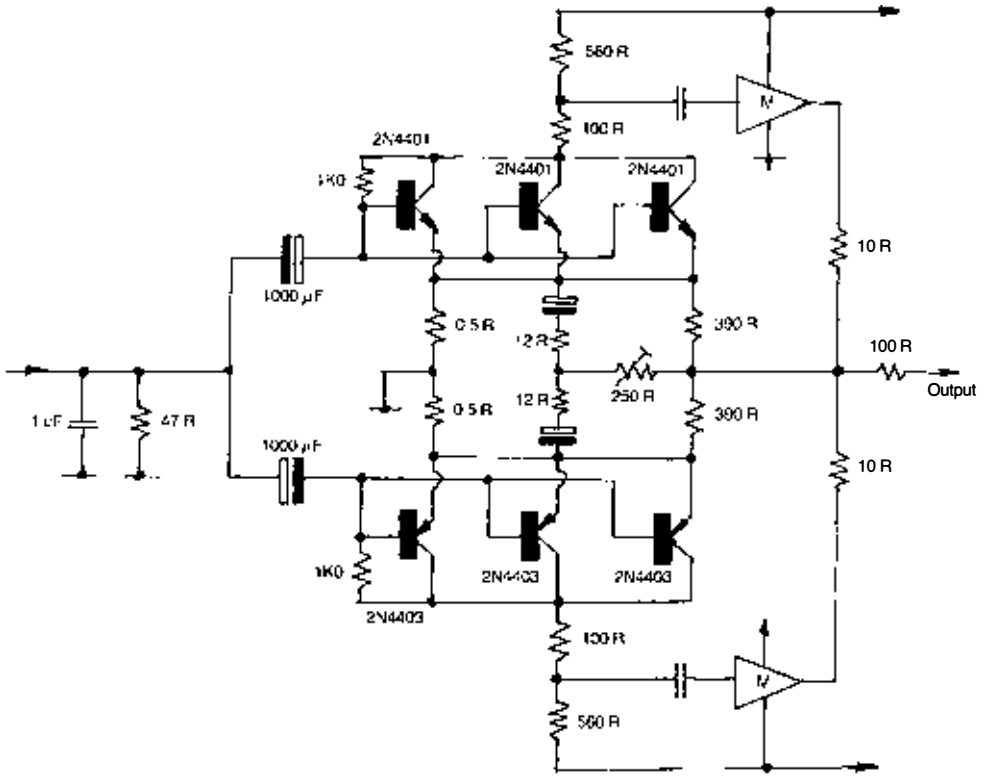 560 R
100 R
M
2N4401
2N4401
2N4401
1K0
10 R
1000 µF
0.5 R
12 R
390 R
100 R
Output
250 R
1 µF
47 R
0.5 R
12 R
390 R
1000 µF
10 R
1K0
2N4403
2N4403
2N4403
100 R
M
560 R